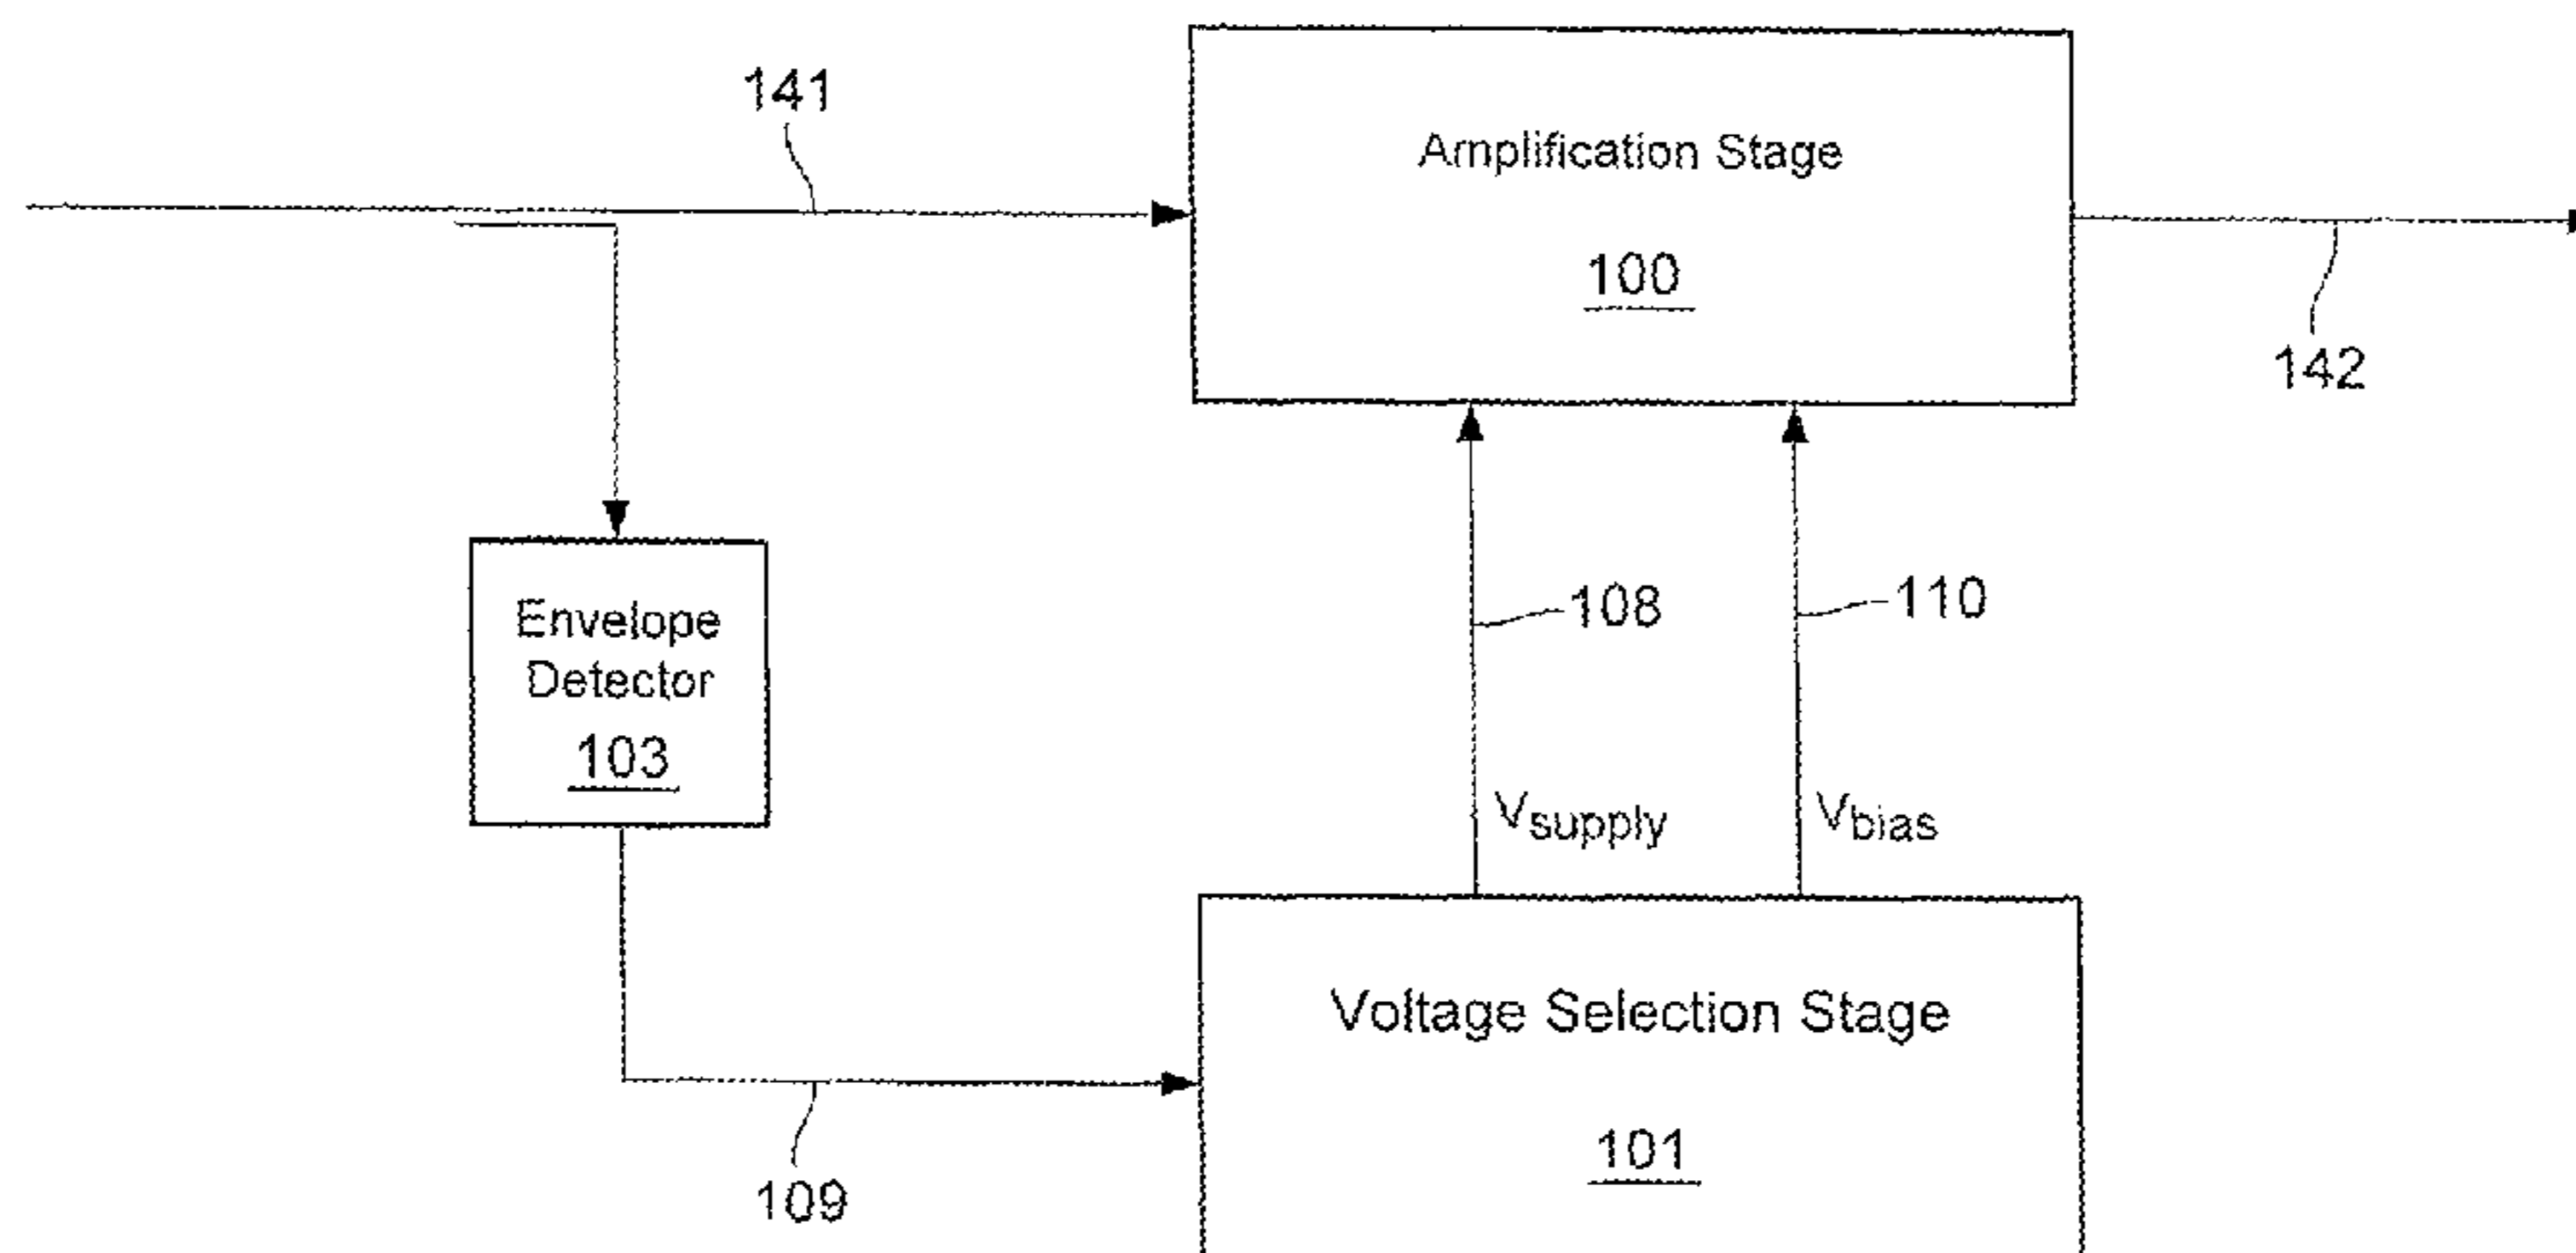 141
Amplification Stage
100
142
Envelope
Detector
103
108
110
Vsupply
Vbias
Voltage Selection Stage
101
109